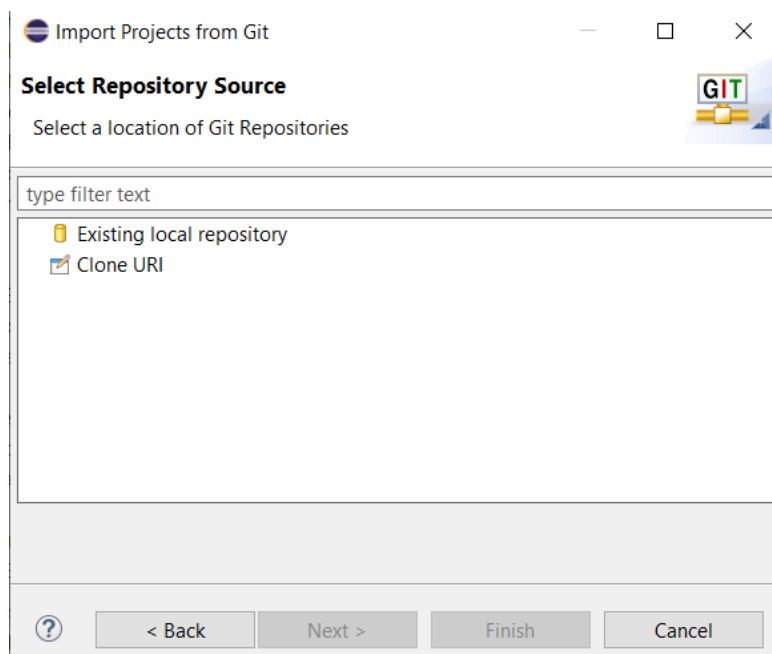 Import Projects from Git
Select Repository Source
GIT
Select a location of Git Repositories
type filter text
Existing local repository
Clone URI
? < Back Next > Finish Cancel